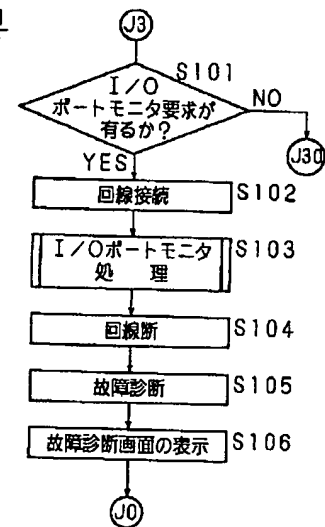 J3
I/O
ポートモニタ要求が
有るか?
S101
NO
J30
YES
回線接続
S102
I/Oポートモニタ
処 理
S103
回線断
S104
故障診断
S105
故障診断画面の表示
S106
J0